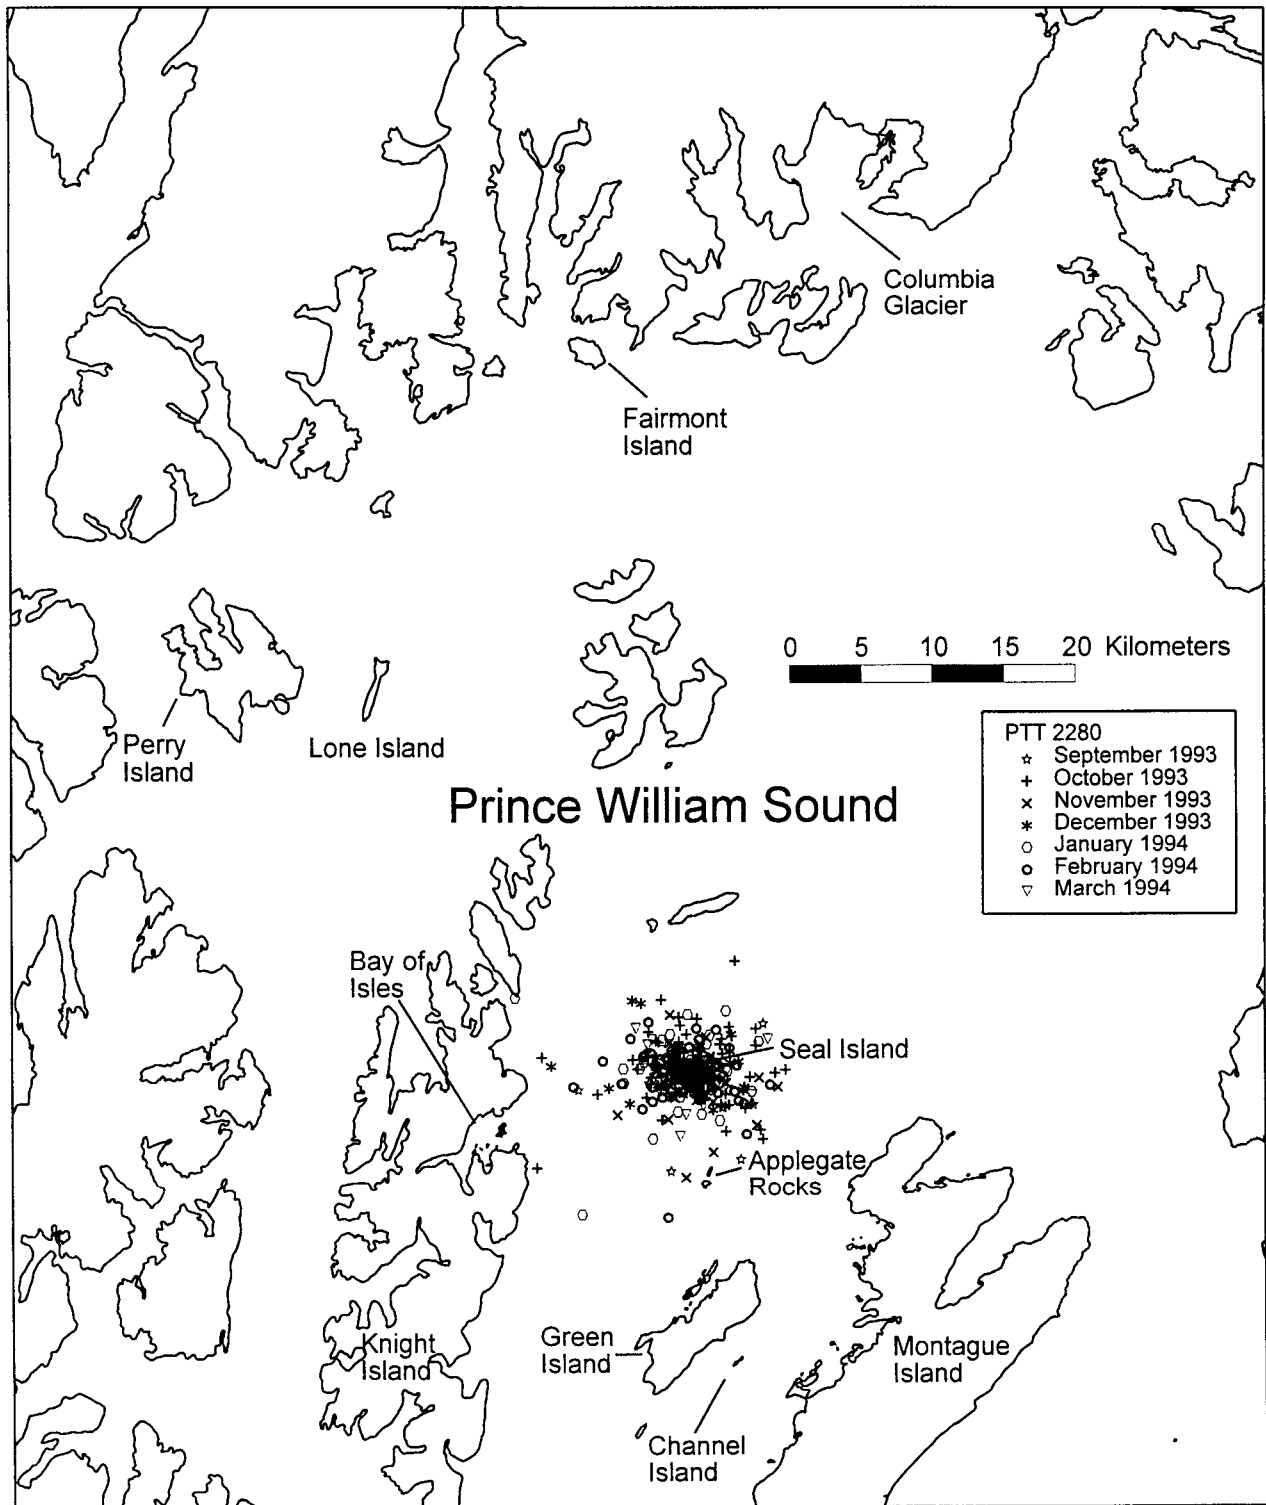 Columbia
Glacier
Fairmont
Island
0 5 10 15 20 Kilometers
PTT 2280
September 1993
October 1993
November 1993
December 1993
January 1994
February 1994
March 1994
Perry
Island
Lone Island
Prince William Sound
Bay of
Isles
Seal Island
Applegate
Rocks
Knight
Island
Green
Island
Montague
Island
Channel
Island